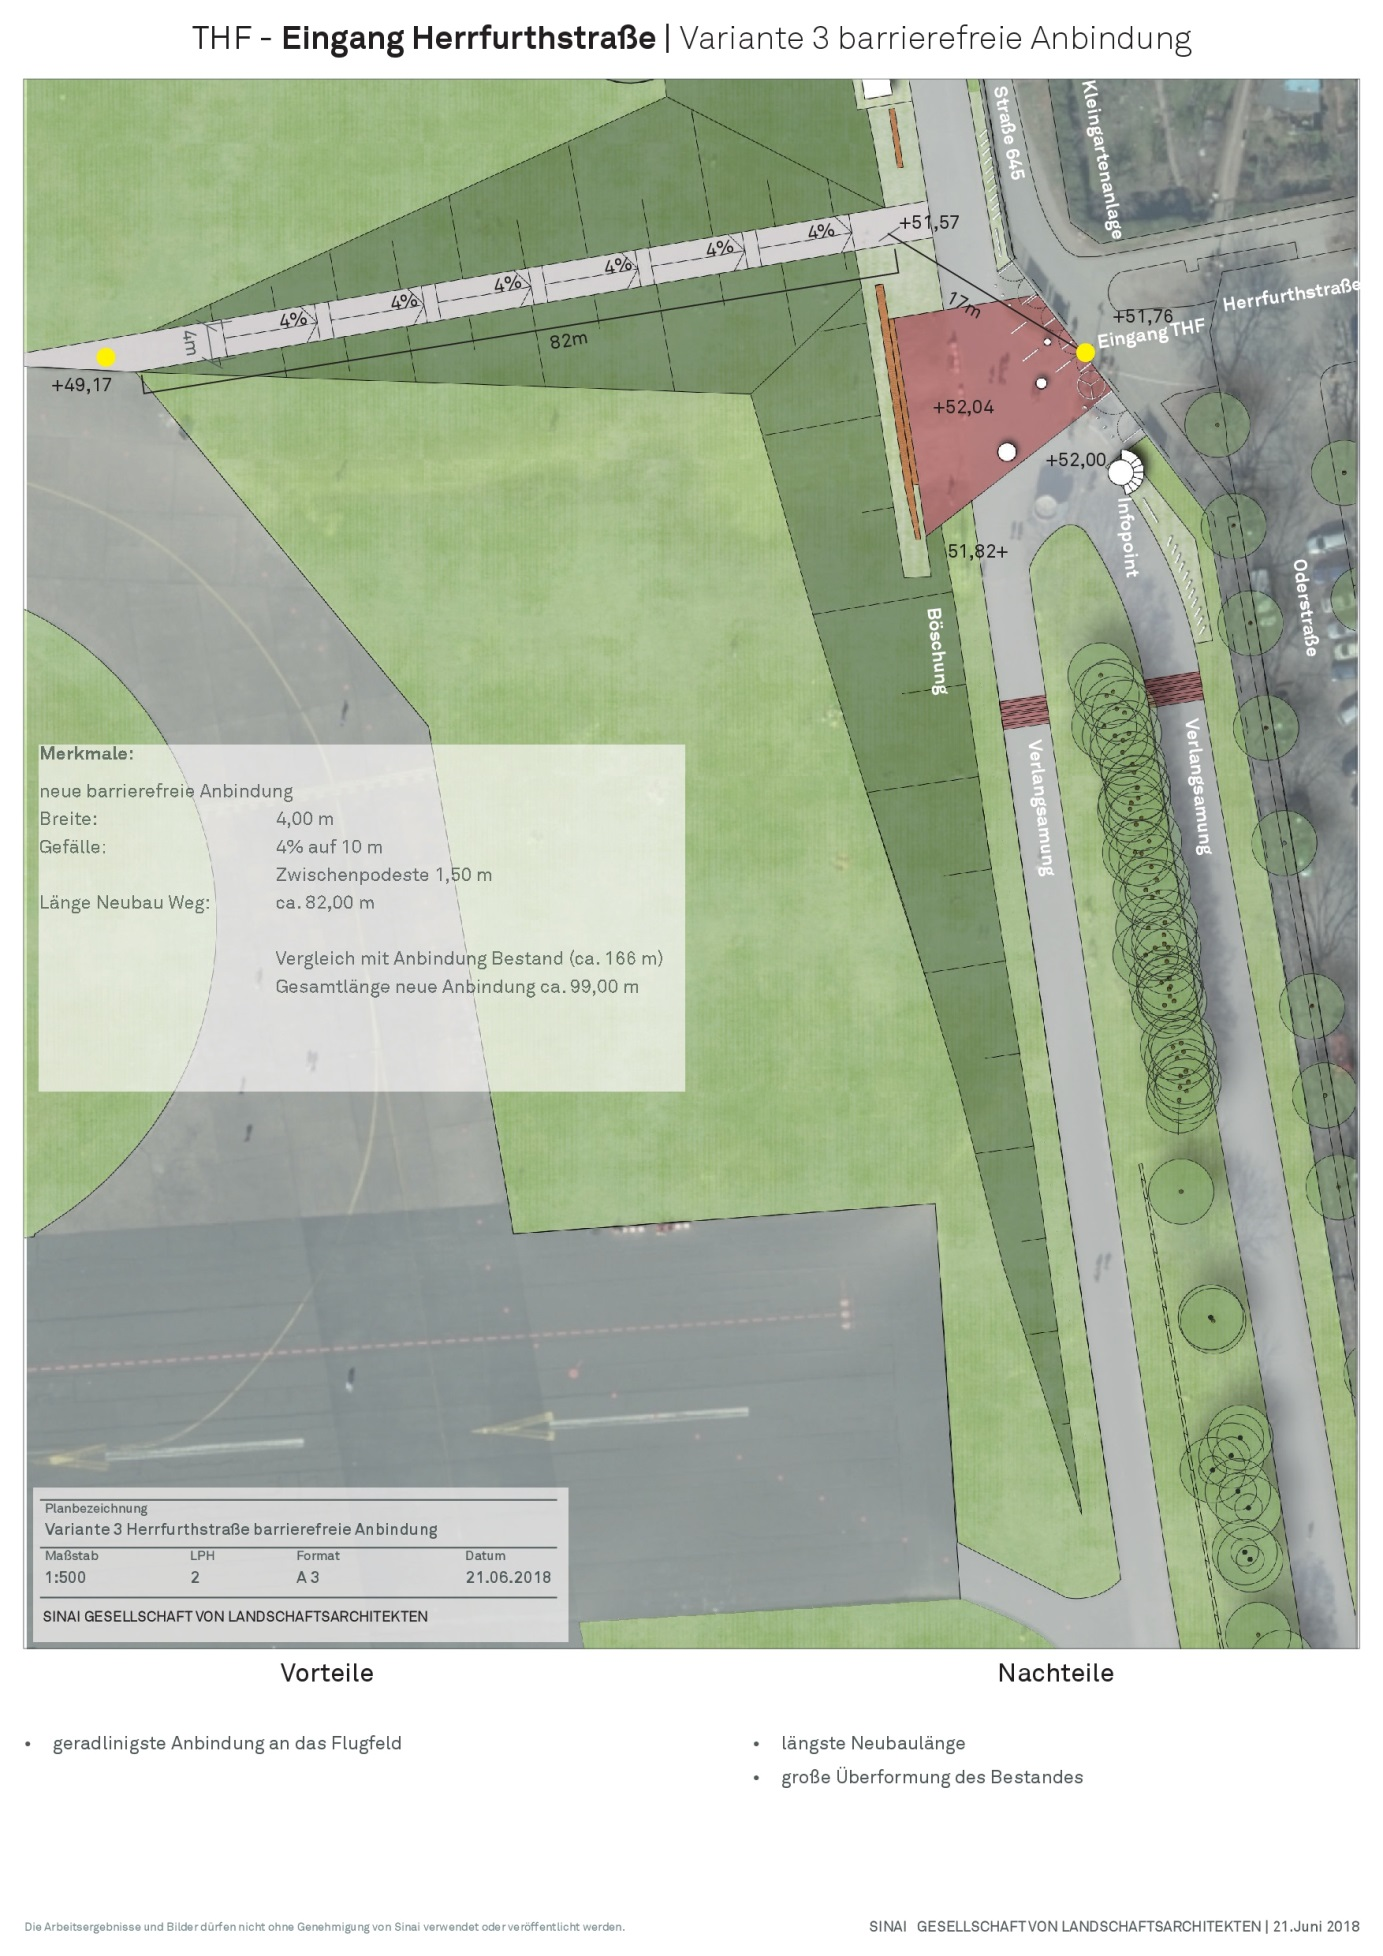 THF - Eingang Herrfurthstraße | Variante 3 barrierefreie Anbindung
Straße 645
Kleingartenanlage
Herrfurthstraße
+51,57
+51,76
Eingang THF
17m
4%
4%
4%
4%
4%
4%
4m
82m
+49,17
+52,04
+52,00
Infopoint
51,82+
Oderstraße
Böschung
Verlangsamung
Verlangsamung
Merkmale:
neue barrierefreie Anbindung
Breite: 4,00 m
Gefälle: 4% auf 10 m
Zwischenpodeste 1,50 m
Länge Neubau Weg: ca. 82,00 m
Vergleich mit Anbindung Bestand (ca. 166 m)
Gesamtlänge neue Anbindung ca. 99,00 m
Planbezeichnung
Variante 3 Herrfurthstraße barrierefreie Anbindung
Maßstab LPH Format Datum
1:500 2 A 3 21.06.2018
SINAI GESELLSCHAFT VON LANDSCHAFTSARCHITEKTEN
Vorteile
• geradlinigste Anbindung an das Flugfeld
Nachteile
• längste Neubaulänge
• große Überformung des Bestandes
Die Arbeitsergebnisse und Bilder dürfen nicht ohne Genehmigung von Sinai verwendet oder veröffentlicht werden.
SINAI GESELLSCHAFT VON LANDSCHAFTSARCHITEKTEN | 21.Juni 2018